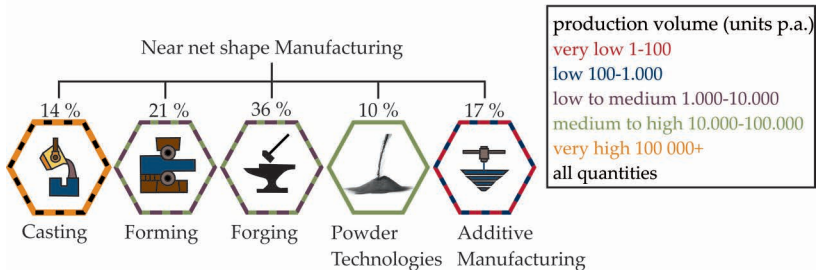 Near net shape Manufacturing
14 %
21 %
36 %
10 %
17 %
Casting
Forming
Forging
Powder
Technologies
Additive
Manufacturing
production volume (units p.a.)
very low 1-100
low 100-1.000
low to medium 1.000-10.000
medium to high 10.000-100.000
very high 100 000+
all quantities